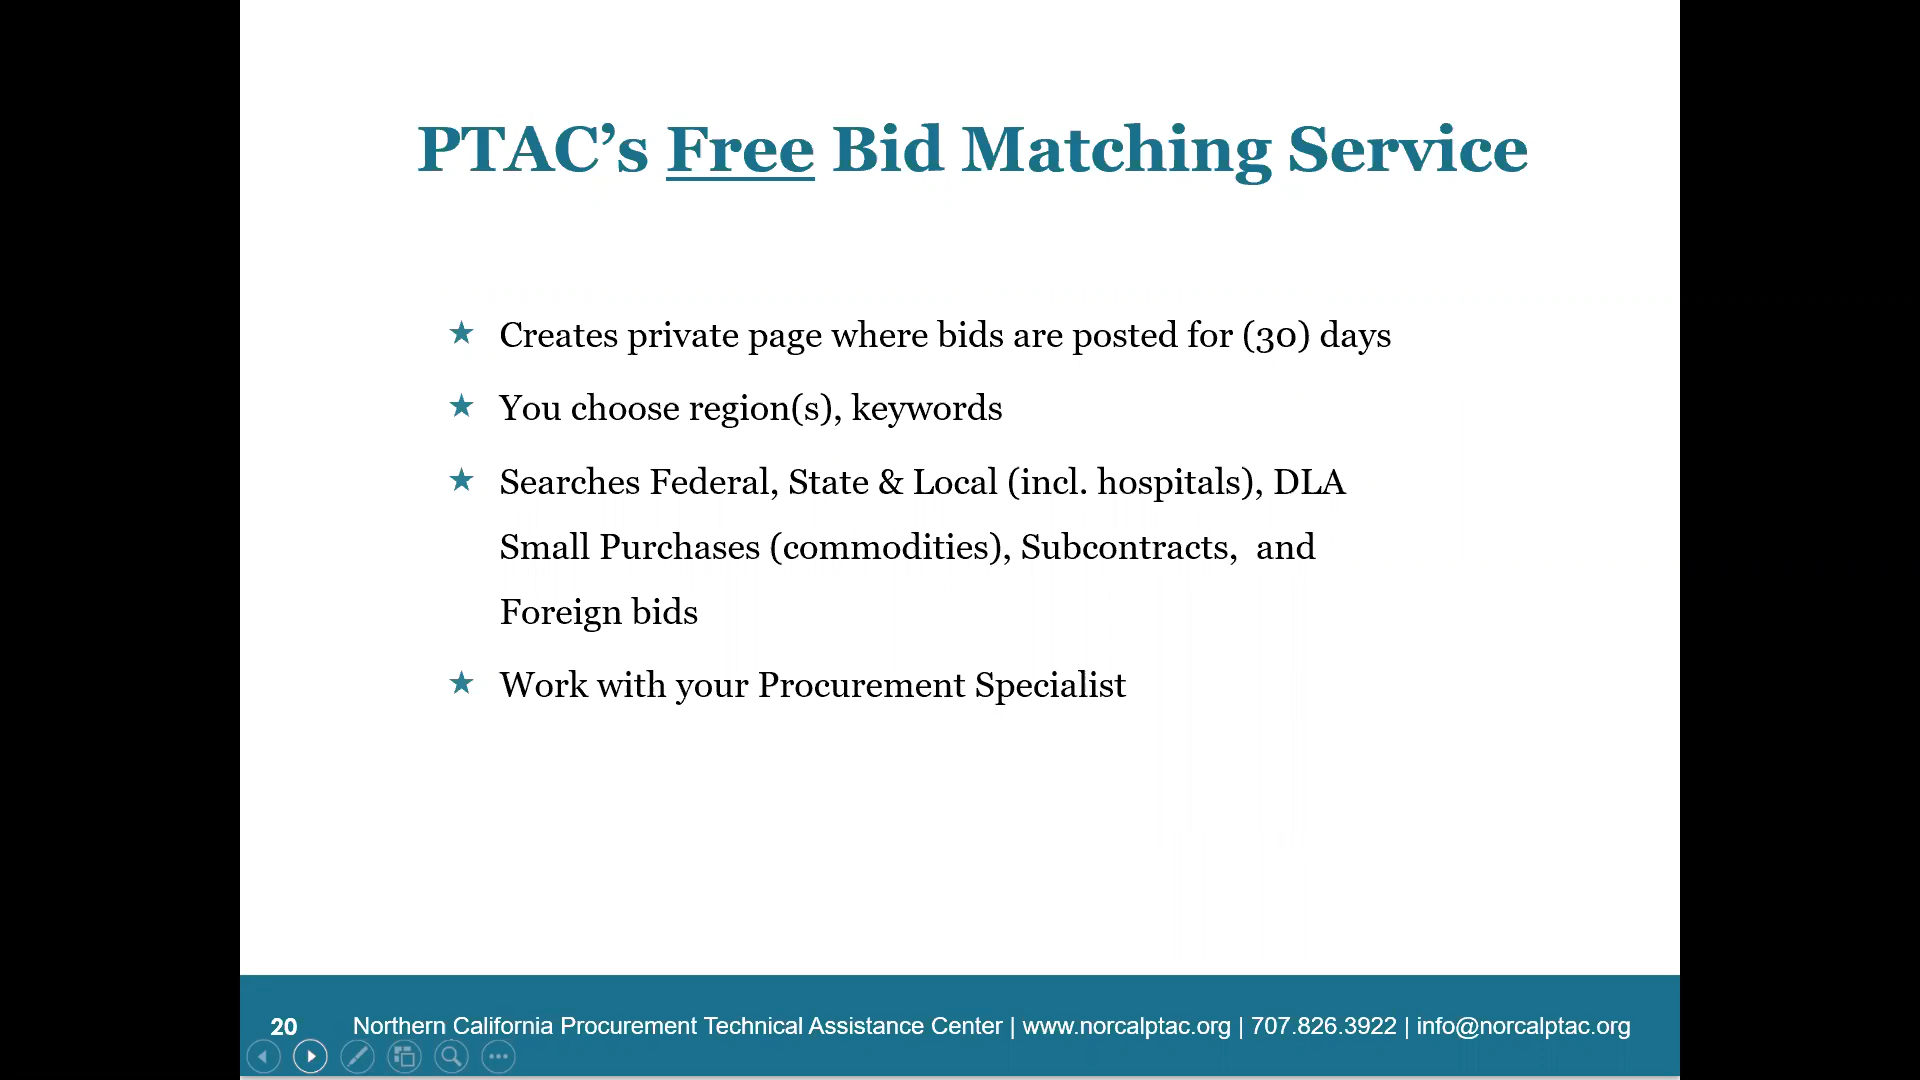 PTAC’s Free Bid Matching Service
★ Creates private page where bids are posted for (30) days
★ You choose region(s), keywords
★ Searches Federal, State & Local (incl. hospitals), DLA
Small Purchases (commodities), Subcontracts,  and
Foreign bids
★ Work with your Procurement Specialist
20 Northern California Procurement Technical Assistance Center | www.norcalptac.org | 707.826.3922 | info@norcalptac.org